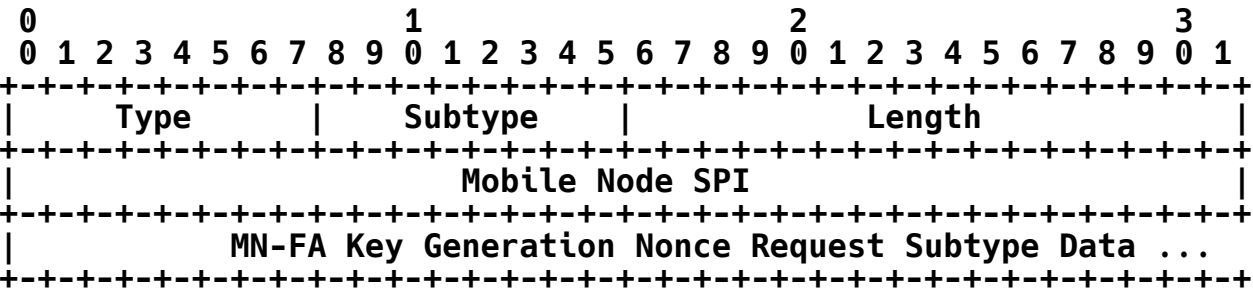 0                   1                   2                   3
 0 1 2 3 4 5 6 7 8 9 0 1 2 3 4 5 6 7 8 9 0 1 2 3 4 5 6 7 8 9 0 1
+-+-+-+-+-+-+-+-+-+-+-+-+-+-+-+-+-+-+-+-+-+-+-+-+-+-+-+-+-+-+-+-+
|     Type      |    Subtype    |            Length             |
+-+-+-+-+-+-+-+-+-+-+-+-+-+-+-+-+-+-+-+-+-+-+-+-+-+-+-+-+-+-+-+-+
|                       Mobile Node SPI                         |
+-+-+-+-+-+-+-+-+-+-+-+-+-+-+-+-+-+-+-+-+-+-+-+-+-+-+-+-+-+-+-+-+
|           MN-FA Key Generation Nonce Request Subtype Data ...
+-+-+-+-+-+-+-+-+-+-+-+-+-+-+-+-+-+-+-+-+-+-+-+-+-+-+-+-+-+-+-+-+